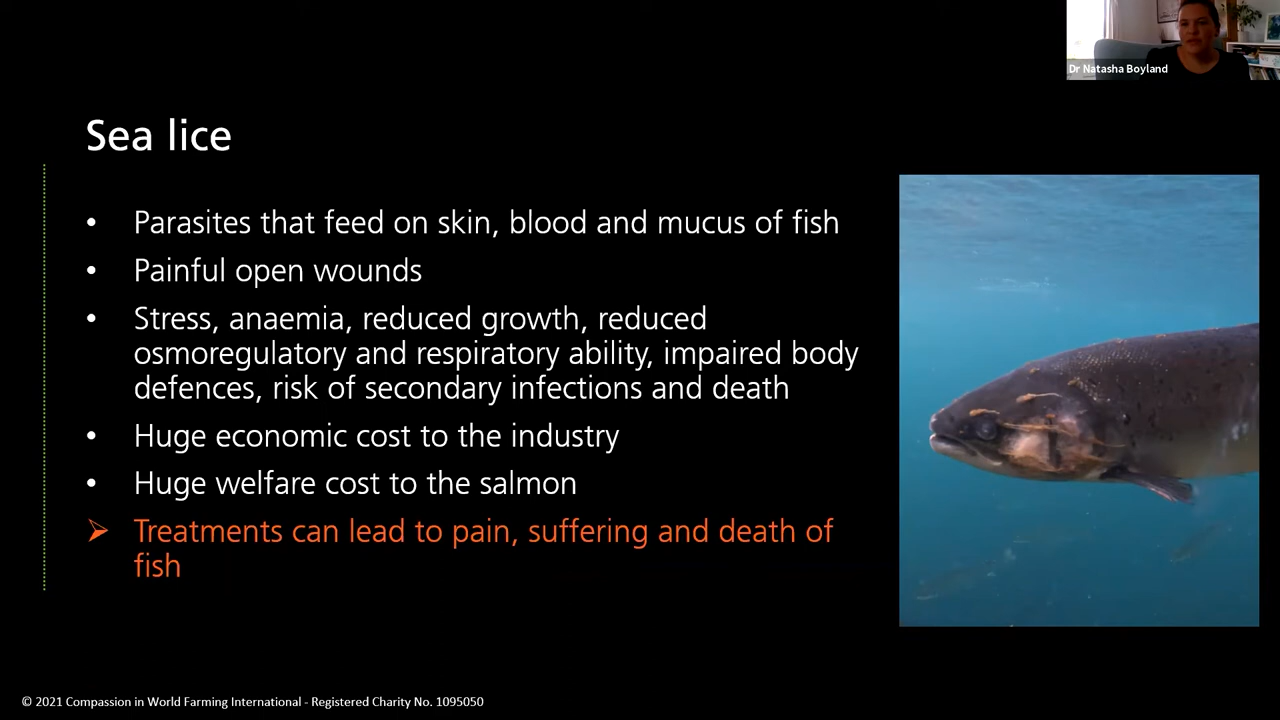 Dr Natasha Boyland
Sea lice
• Parasites that feed on skin, blood and mucus of fish
• Painful open wounds
• Stress, anaemia, reduced growth, reduced
osmoregulatory and respiratory ability, impaired body
defences, risk of secondary infections and death
• Huge economic cost to the industry
• Huge welfare cost to the salmon
➢ Treatments can lead to pain, suffering and death of
fish
© 2021 Compassion in World Farming International - Registered Charity No. 1095050